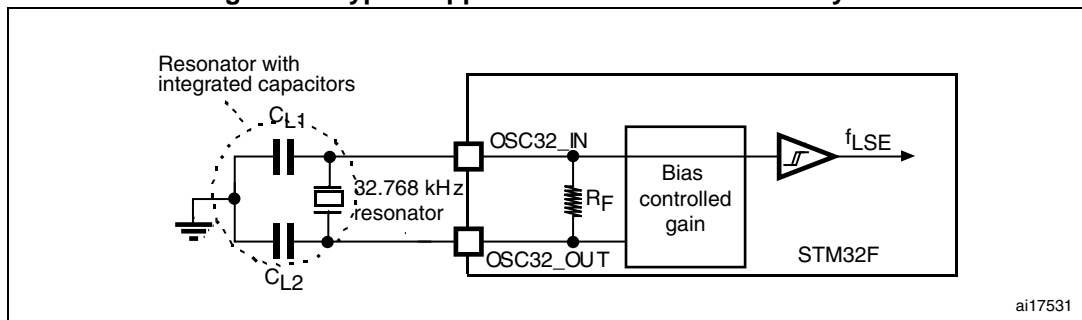 Resonator with
integrated capacitors
CL1
OSC32_IN
fLSE
32.768 kHz
resonator
RF
Bias
controlled
gain
OSC32_OUT
STM32F
CL2
ai17531